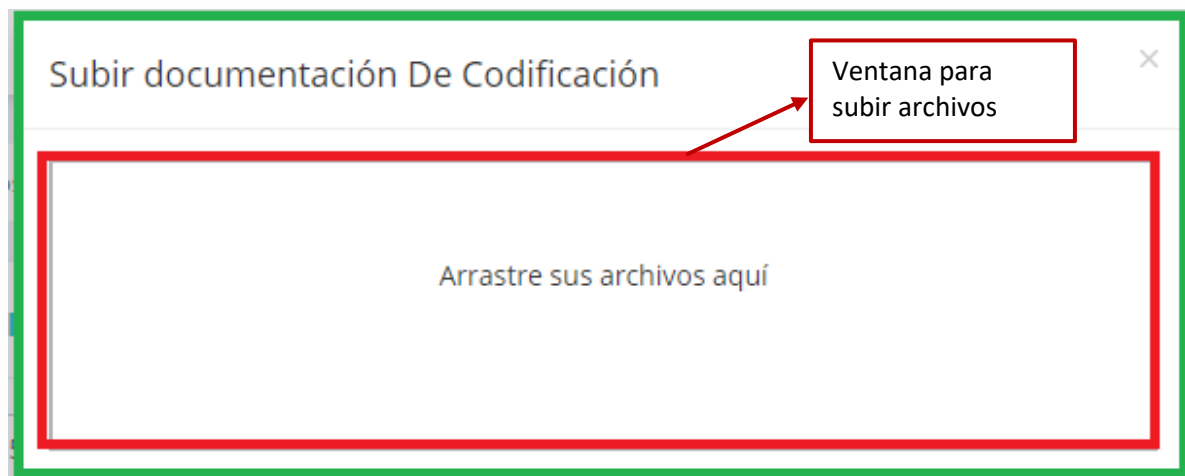 Subir documentación De Codificación
Ventana para
subir archivos
×
Arrastre sus archivos aquí